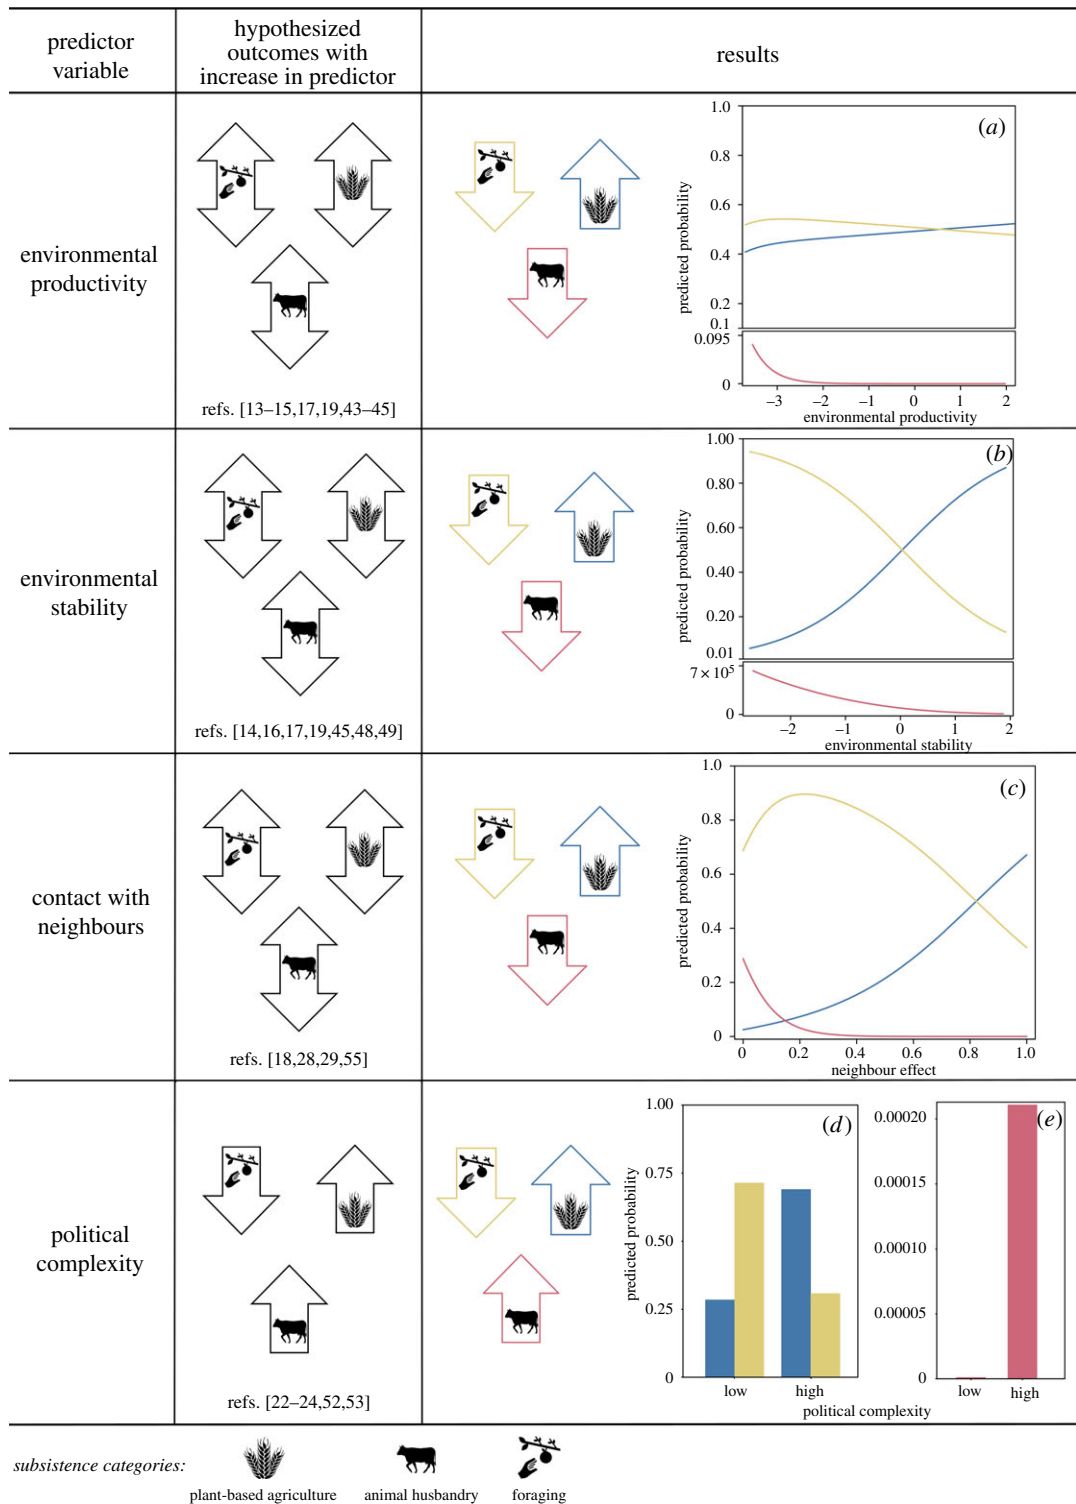 predictor
variable
hypothesized
outcomes with
increase in predictor
results
environmental
productivity
refs. [13–15,17,19,43–45]
(a)
predicted probability
1.0
0.8
0.6
0.4
0.2
0.1
0.095
0
–3
–2
–1
0
1
2
environmental productivity
environmental
stability
refs. [14,16,17,19,45,48,49]
(b)
predicted probability
1.00
0.80
0.60
0.40
0.20
0.01
7 × 10⁵
0
–2
–1
0
1
2
environmental stability
contact with
neighbours
refs. [18,28,29,55]
(c)
predicted probability
1.0
0.8
0.6
0.4
0.2
0
0
0.2
0.4
0.6
0.8
1.0
neighbour effect
political
complexity
refs. [22–24,52,53]
(d)
predicted probability
1.00
0.75
0.50
0.25
0
low
high
(e)
0.00020
0.00015
0.00010
0.00005
0
low
high
political complexity
subsistence categories:
plant-based agriculture
animal husbandry
foraging